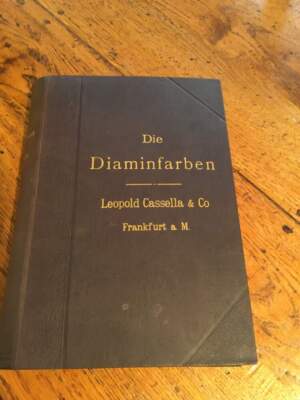 Die
Diaminfarben
Leopold Cassella & Co
Frankfurt a M.